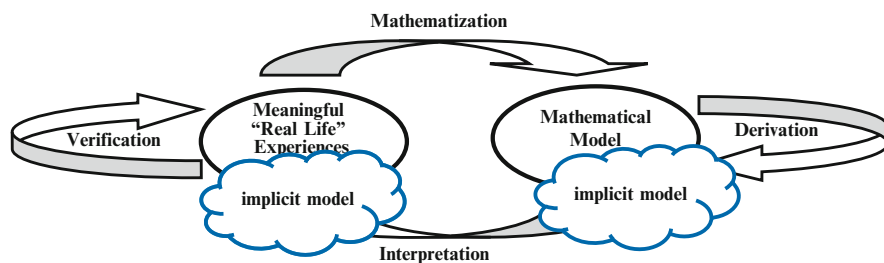 Mathematization
Meaningful
“Real Life”
Experiences
Verification
implicit model
Mathematical
Model
Derivation
implicit model
Interpretation